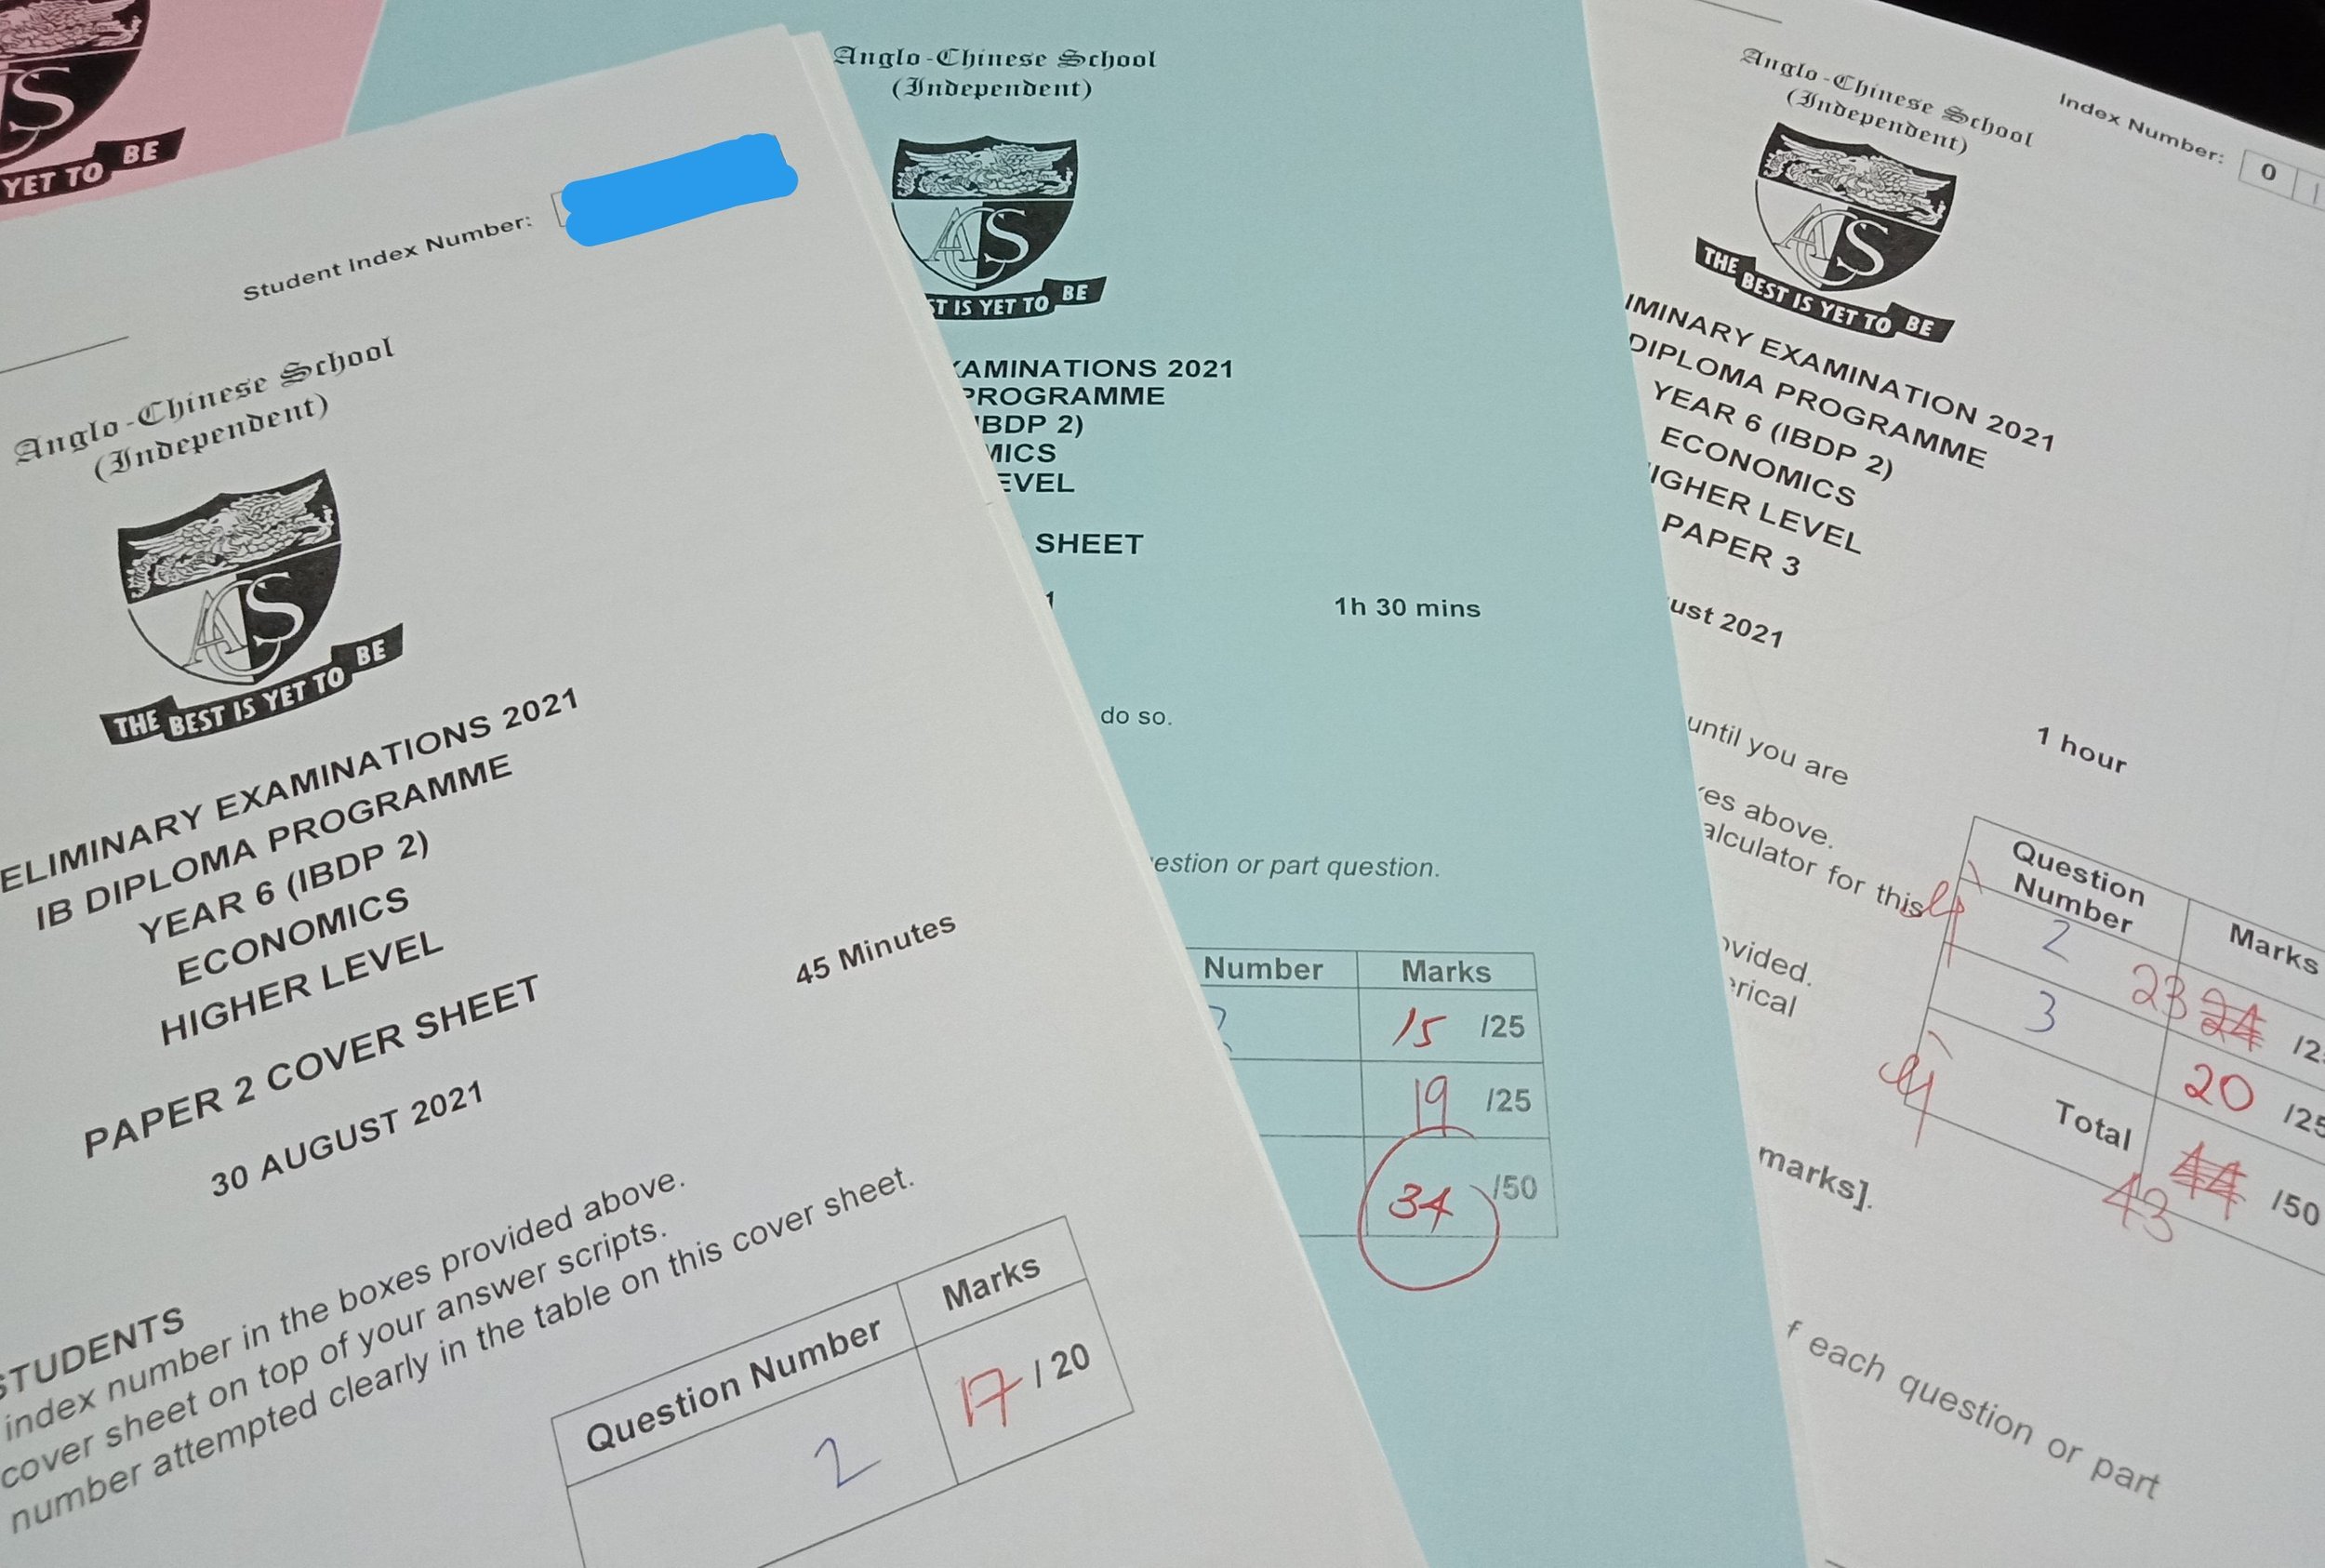 YET TO BE
Student Index Number:
Anglo-Chinese School
(Independent)
ACS
THE BEST IS YET TO BE
ELIMINARY EXAMINATIONS 2021
IB DIPLOMA PROGRAMME
YEAR 6 (IBDP 2)
ECONOMICS
HIGHER LEVEL
PAPER 2 COVER SHEET
30 AUGUST 2021
45 Minutes
STUDENTS
index number in the boxes provided above.
cover sheet on top of your answer scripts.
number attempted clearly in the table on this cover sheet.
Question Number Marks
2 17 / 20
Anglo-Chinese School
(Independent)
ACS
ST IS YET TO BE
XAMINATIONS 2021
PROGRAMME
IBDP 2)
MICS
EVEL
SHEET
1h 30 mins
do so.
estion or part question.
Number Marks
15 /25
19 /25
34 /50
Anglo-Chinese School
(Independent)
Index Number: 0
ACS
THE BEST IS YET TO BE
IMINARY EXAMINATION 2021
DIPLOMA PROGRAMME
YEAR 6 (IBDP 2)
ECONOMICS
HIGHER LEVEL
PAPER 3
ust 2021
1 hour
until you are
es above.
alculator for this
ovided.
erical
marks].
f each question or part
Question Number Marks
2 23 24 /2
3 20 /25
Total 44 /50
43